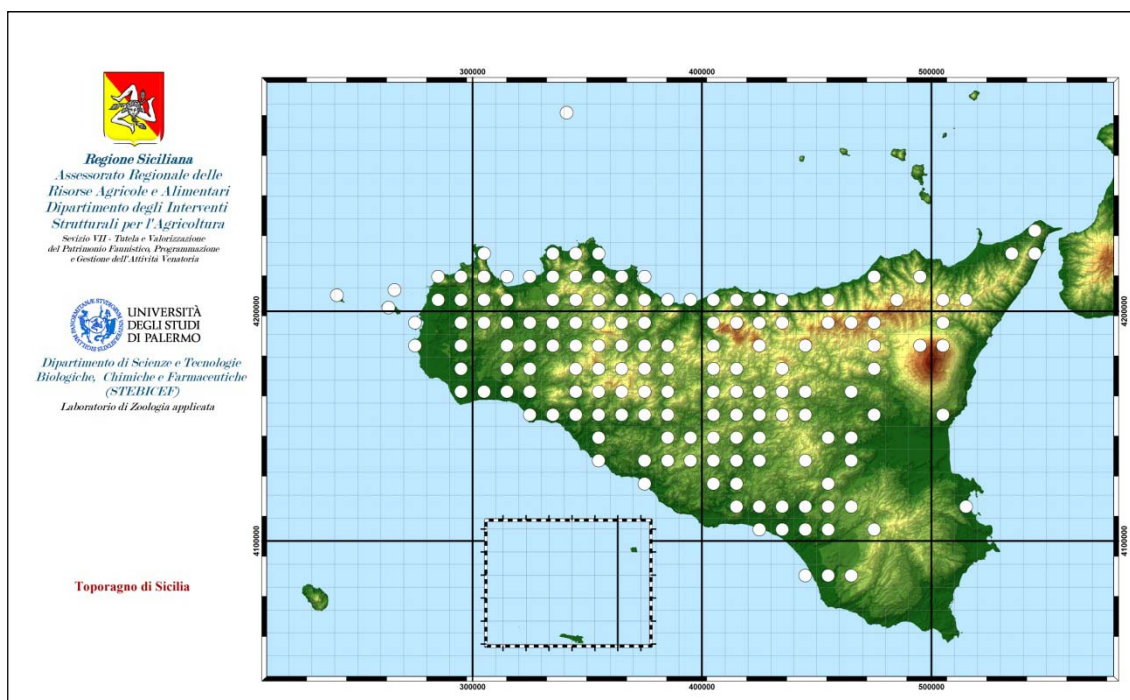 Regione Siciliana
Assessorato Regionale delle
Risorse Agricole e Alimentari
Dipartimento degli Interventi
Strutturali per l'Agricoltura
Sevizio VII - Tutela e Valorizzazione
del Patrimonio Faunistico, Programmazione
e Gestione dell'Attività Venatoria
UNIVERSITÀ
DEGLI STUDI
DI PALERMO
Dipartimento di Scienze e Tecnologie
Biologiche, Chimiche e Farmaceutiche
(STEBICEF)
Laboratorio di Zoologia applicata
Toporagno di Sicilia
300000 400000 500000
4200000 4200000
4100000 4100000
300000 400000 500000